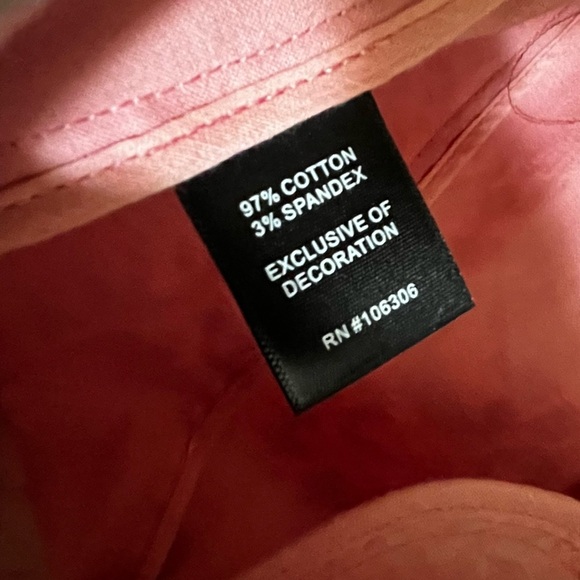 97% COTTON
3% SPANDEX
EXCLUSIVE OF
DECORATION
RN #106306